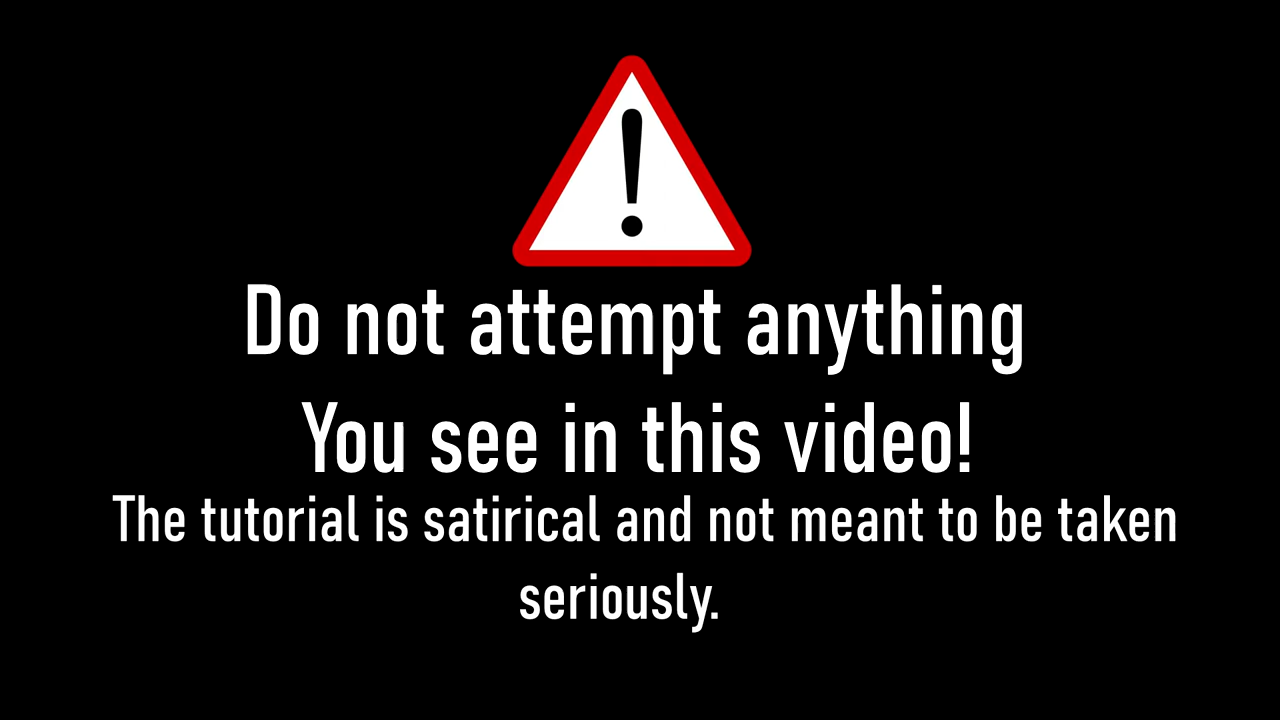 Do not attempt anything
You see in this video!
The tutorial is satirical and not meant to be taken
seriously.